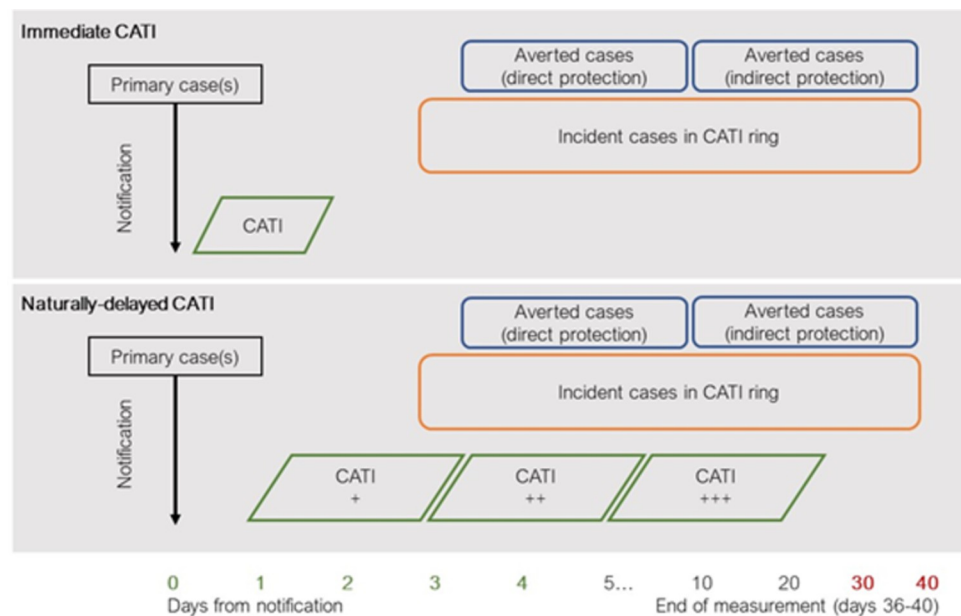 Immediate CATI
Primary case(s)
Notification
CATI
Averted cases
(direct protection)
Averted cases
(indirect protection)
Incident cases in CATI ring
Naturally-delayed CATI
Primary case(s)
Notification
Averted cases
(direct protection)
Averted cases
(indirect protection)
Incident cases in CATI ring
CATI
+
CATI
++
CATI
+++
0 1 2 3 4 5... 10 20 30 40
Days from notification
End of measurement (days 36-40)